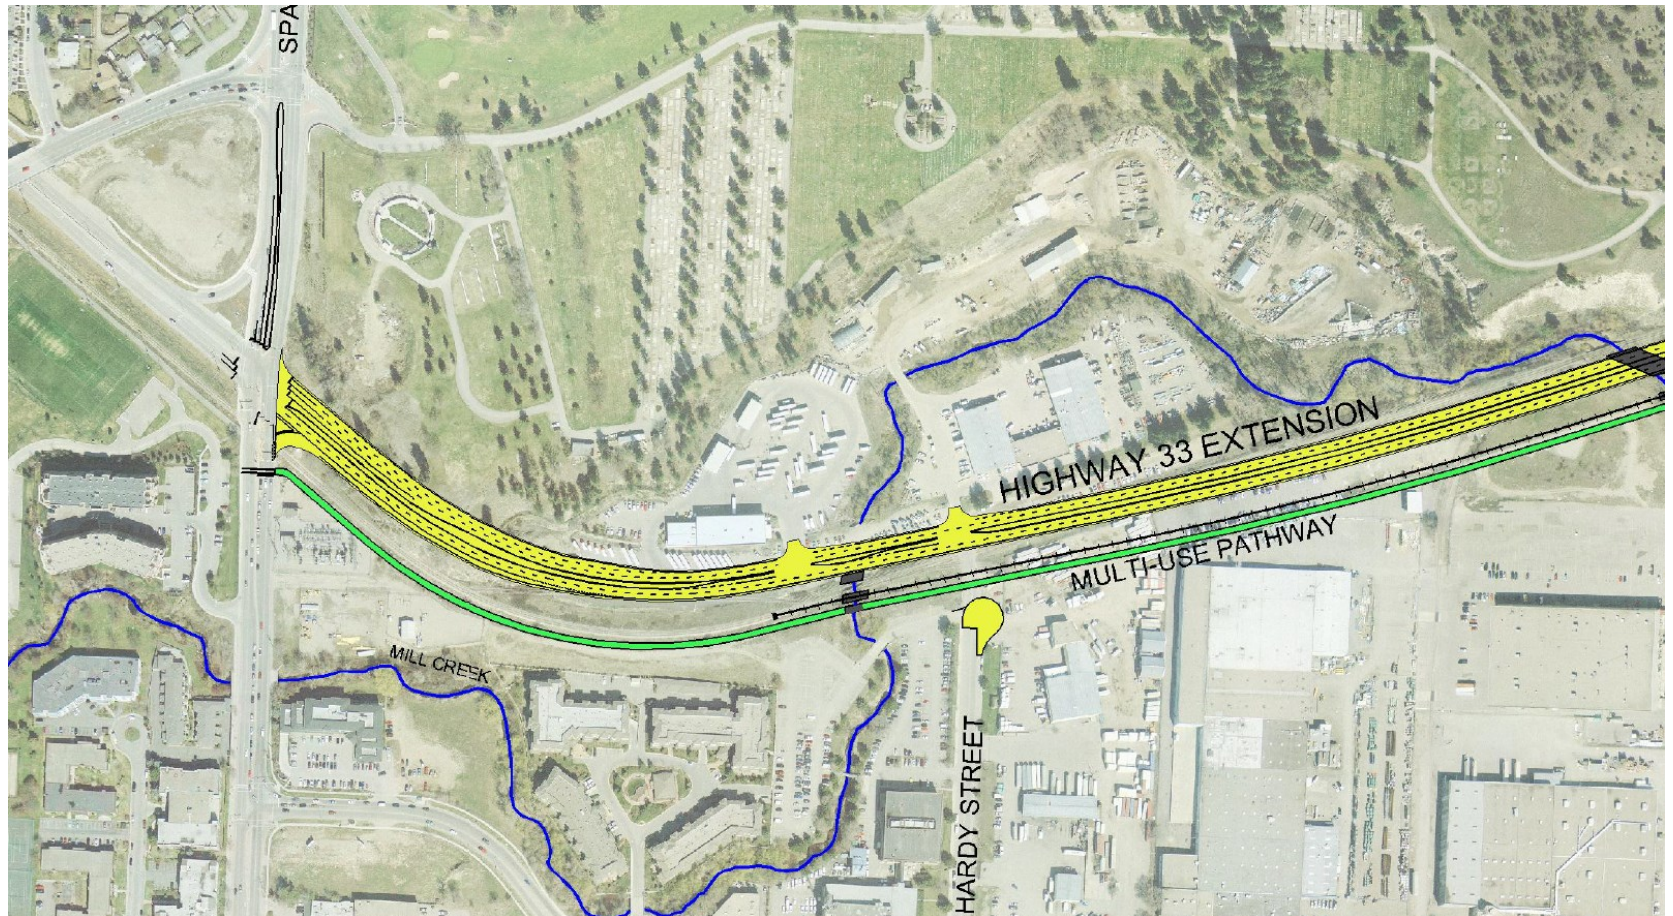 SPA
HIGHWAY 33 EXTENSION
MULTI-USE PATHWAY
MILL CREEK
HARDY STREET